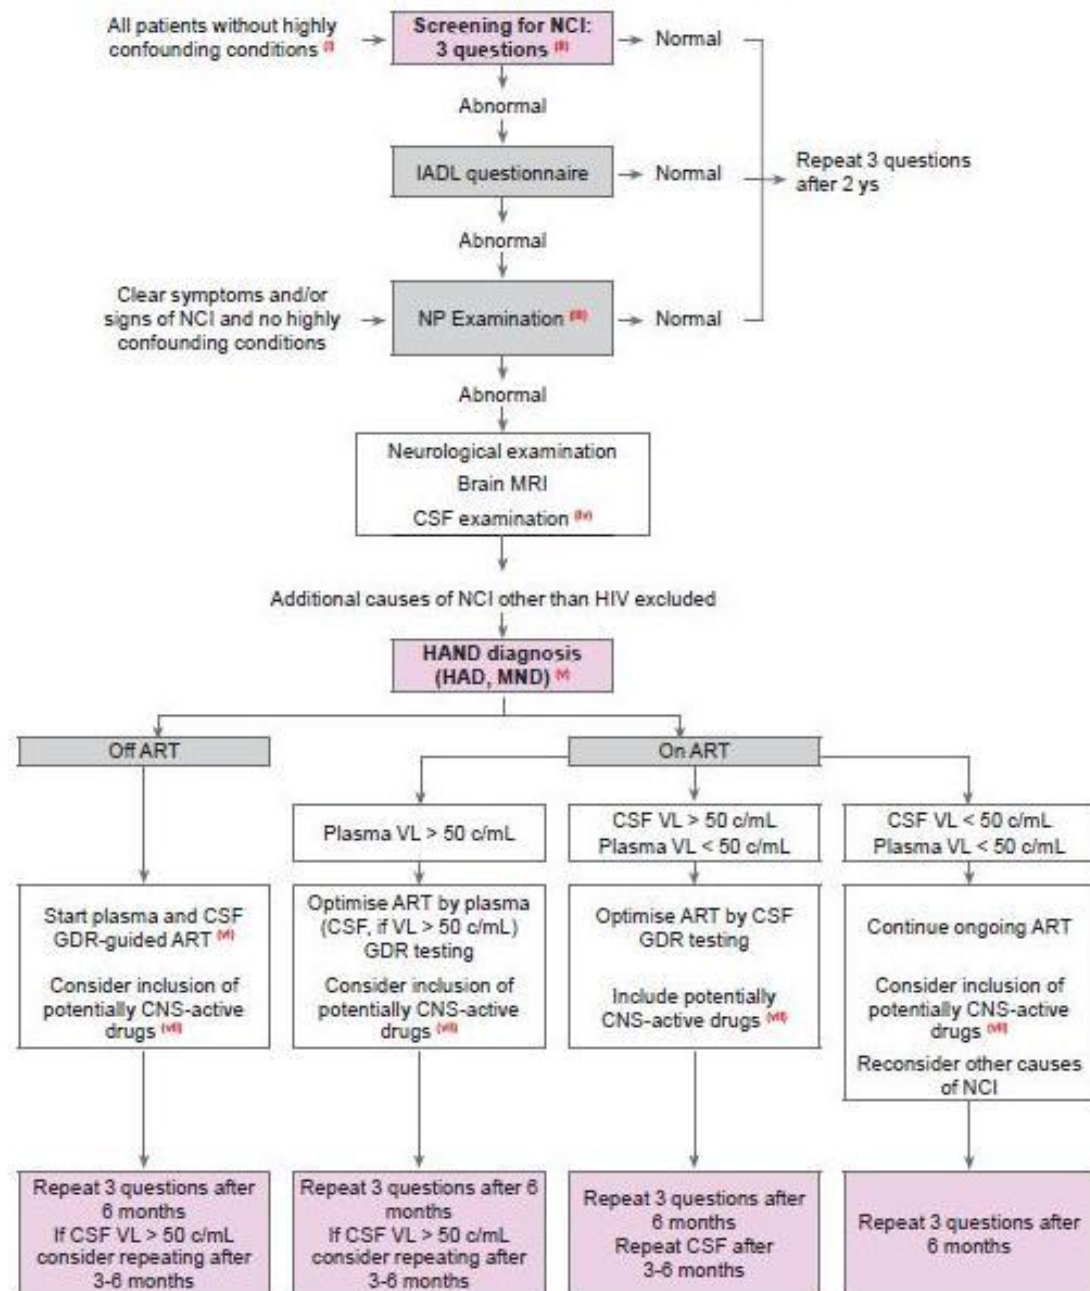 All patients without highly
confounding conditions (i)
Screening for NCI:
3 questions (ii)
Normal
Abnormal
IADL questionnaire
Normal
Repeat 3 questions
after 2 ys
Abnormal
Clear symptoms and/or
signs of NCI and no highly
confounding conditions
NP Examination (iii)
Normal
Abnormal
Neurological examination
Brain MRI
CSF examination (iv)
Additional causes of NCI other than HIV excluded
HAND diagnosis
(HAD, MND) (v)
Off ART
On ART
Plasma VL > 50 c/mL
CSF VL > 50 c/mL
Plasma VL < 50 c/mL
CSF VL < 50 c/mL
Plasma VL < 50 c/mL
Start plasma and CSF
GDR-guided ART (vi)
Consider inclusion of
potentially CNS-active
drugs (vii)
Optimise ART by plasma
(CSF, if VL > 50 c/mL)
GDR testing
Consider inclusion of
potentially CNS-active
drugs (vii)
Optimise ART by CSF
GDR testing
Include potentially
CNS-active drugs (vii)
Continue ongoing ART
Consider inclusion of
potentially CNS-active
drugs (vii)
Reconsider other causes
of NCI
Repeat 3 questions after
6 months
If CSF VL > 50 c/mL
consider repeating after
3-6 months
Repeat 3 questions after 6
months
If CSF VL > 50 c/mL
consider repeating after
3-6 months
Repeat 3 questions after
6 months
Repeat CSF after
3-6 months
Repeat 3 questions after
6 months